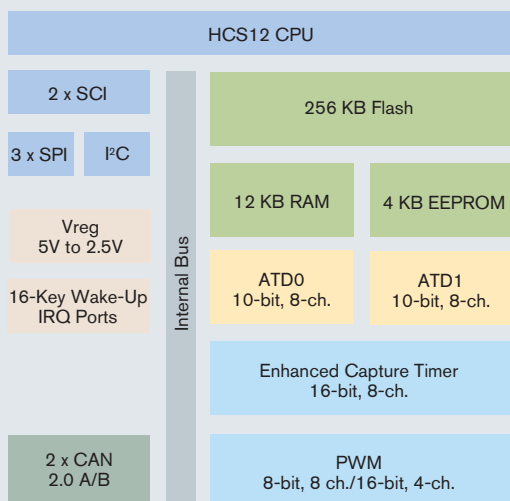 HCS12 CPU
2 x SCI
3 x SPI
I²C
Vreg
5V to 2.5V
16-Key Wake-Up
IRQ Ports
2 x CAN
2.0 A/B
Internal Bus
256 KB Flash
12 KB RAM
4 KB EEPROM
ATD0
10-bit, 8-ch.
ATD1
10-bit, 8-ch.
Enhanced Capture Timer
16-bit, 8-ch.
PWM
8-bit, 8 ch./16-bit, 4-ch.